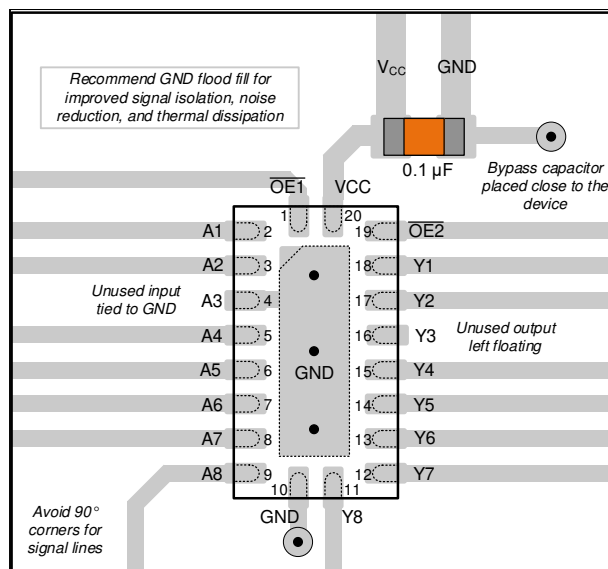 Recommend GND flood fill for
improved signal isolation, noise
reduction, and thermal dissipation
VCC GND
0.1 µF
Bypass capacitor
placed close to the
device
OE1 VCC
1 20
A1 2 19 OE2
A2 3 18 Y1
Unused input
tied to GND
A3 4 17 Y2
A4 5 16 Y3
Unused output
left floating
A5 6 15 Y4
GND
A6 7 14 Y5
A7 8 13 Y6
A8 9 12 Y7
10 11
GND Y8
Avoid 90°
corners for
signal lines